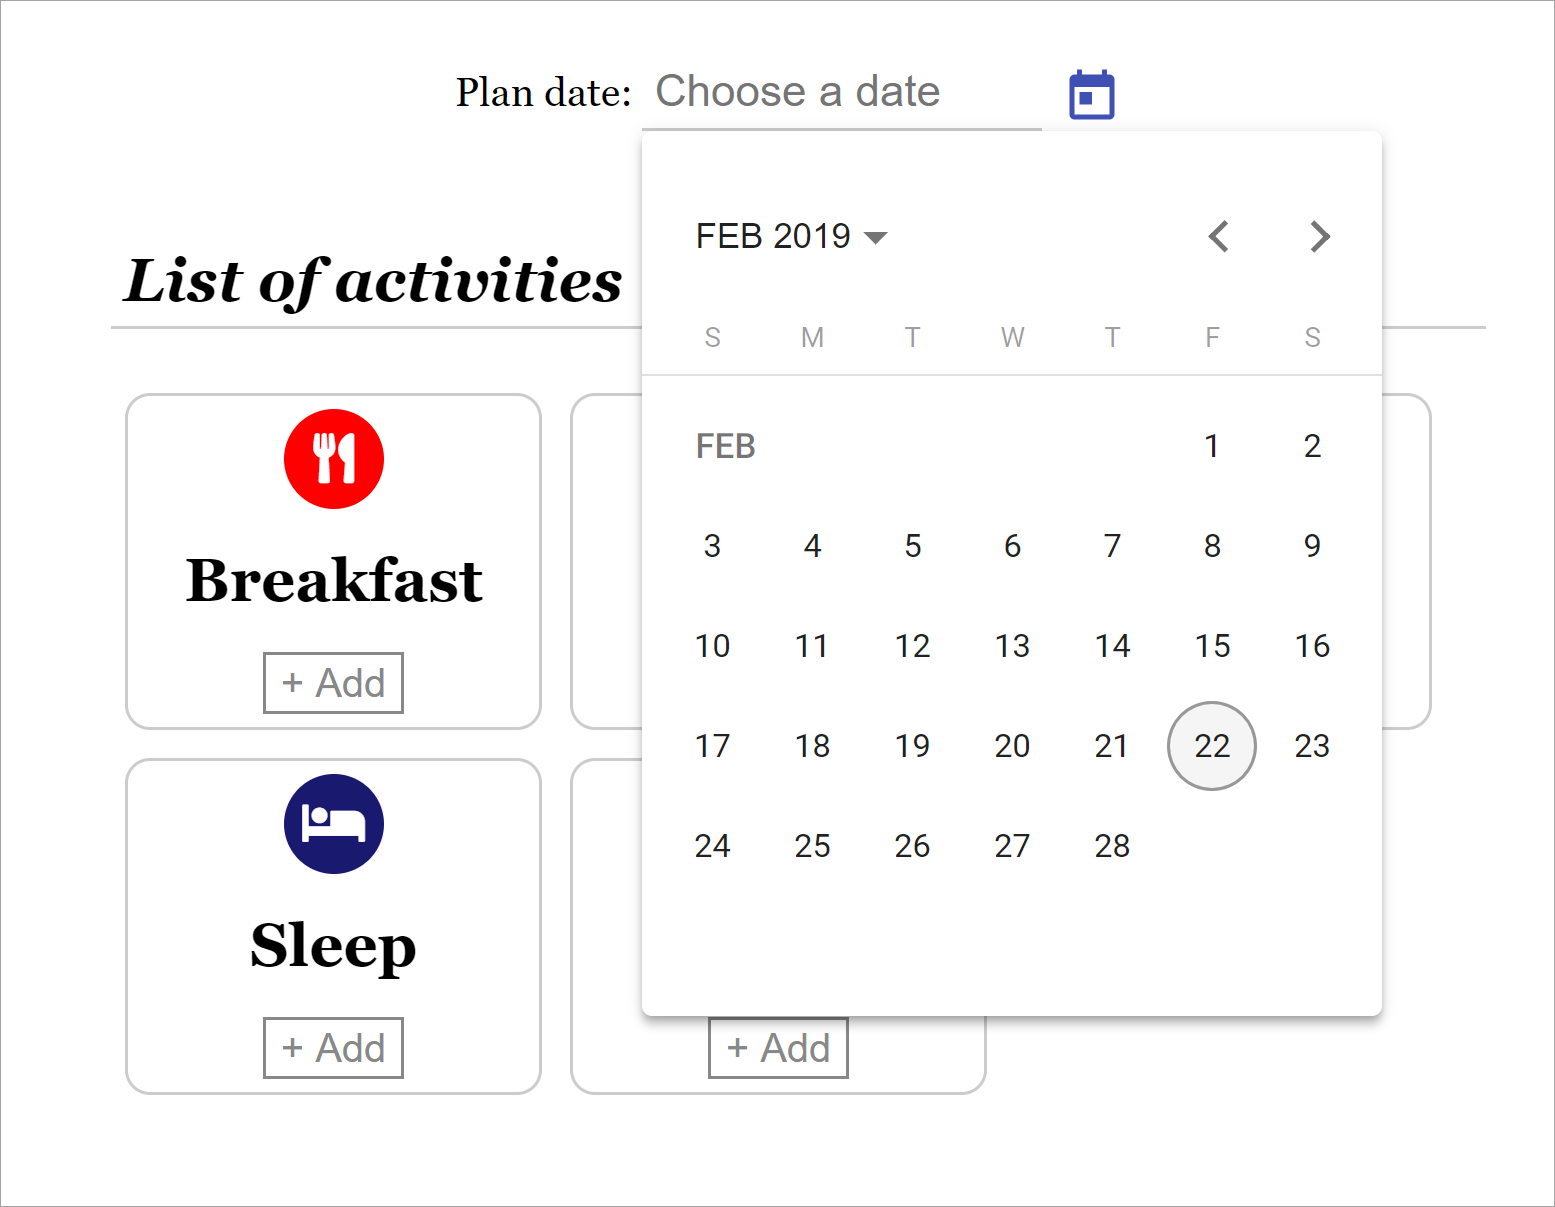 Plan date: Choose a date
FEB 2019
List of activities
S M T W T F S
FEB 1 2
3 4 5 6 7 8 9
Breakfast
10 11 12 13 14 15 16
+ Add
17 18 19 20 21 22 23
24 25 26 27 28
Sleep
+ Add
+ Add